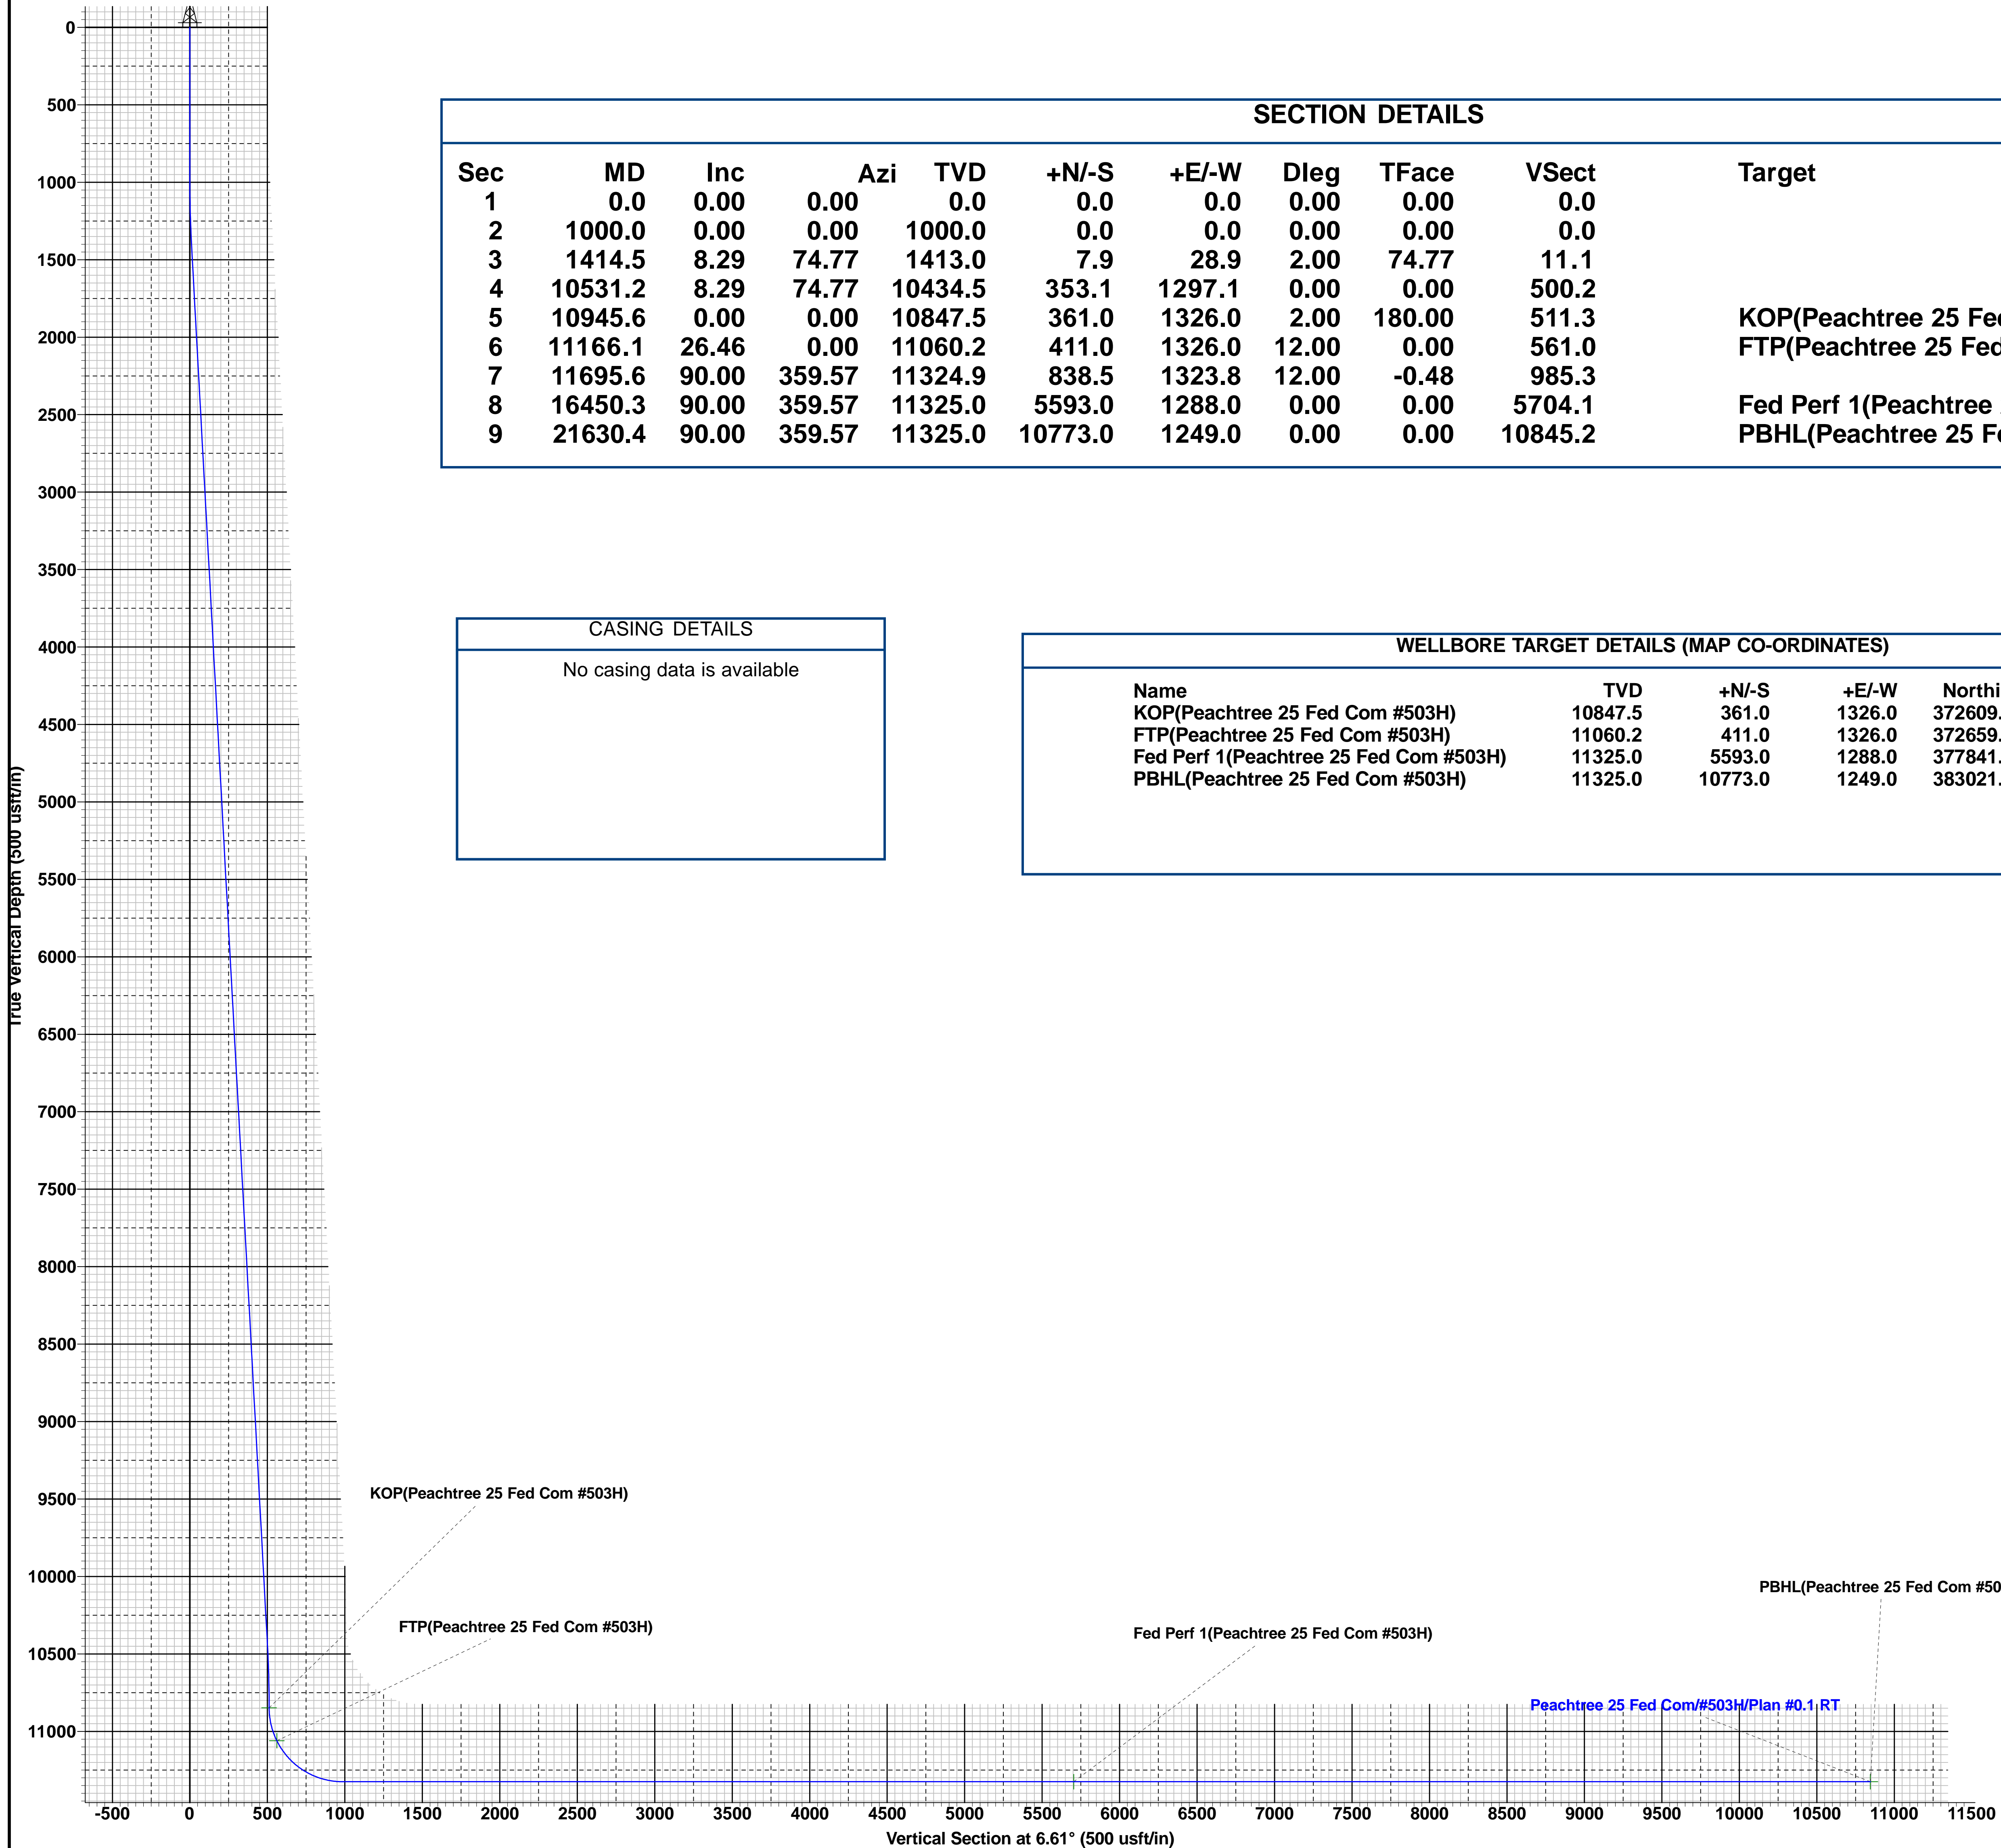 SECTION DETAILS
Sec MD Inc Azi TVD +N/-S +E/-W Dleg TFace VSect Target
1 0.0 0.00 0.00 0.0 0.0 0.0 0.00 0.00 0.0
2 1000.0 0.00 0.00 1000.0 0.0 0.0 0.00 0.00 0.0
3 1414.5 8.29 74.77 1413.0 7.9 28.9 2.00 74.77 11.1
4 10531.2 8.29 74.77 10434.5 353.1 1297.1 0.00 0.00 500.2
5 10945.6 0.00 0.00 10847.5 361.0 1326.0 2.00 180.00 511.3 KOP(Peachtree 25
6 11166.1 26.46 0.00 11060.2 411.0 1326.0 12.00 0.00 561.0 FTP(Peachtree 25 Fed
7 11695.6 90.00 359.57 11324.9 838.5 1323.8 12.00 -0.48 985.3
8 16450.3 90.00 359.57 11325.0 5593.0 1288.0 0.00 0.00 5704.1 Fed Perf 1(Peachtree
9 21630.4 90.00 359.57 11325.0 10773.0 1249.0 0.00 0.00 10845.2 PBHL(Peachtree 25
CASING DETAILS
No casing data is available
WELLBORE TARGET DETAILS (MAP CO-ORDINATES)
Name TVD +N/-S +E/-W Northi
KOP(Peachtree 25 Fed Com #503H) 10847.5 361.0 1326.0 372609.
FTP(Peachtree 25 Fed Com #503H) 11060.2 411.0 1326.0 372659.
Fed Perf 1(Peachtree 25 Fed Com #503H) 11325.0 5593.0 1288.0 377841.
PBHL(Peachtree 25 Fed Com #503H) 11325.0 10773.0 1249.0 383021.
True Vertical Depth (500 usft/in)
0
500
1000
1500
2000
2500
3000
3500
4000
4500
5000
5500
6000
6500
7000
7500
8000
8500
9000
9500
10000
10500
11000
KOP(Peachtree 25 Fed Com #503H)
FTP(Peachtree 25 Fed Com #503H)
Fed Perf 1(Peachtree 25 Fed Com #503H)
PBHL(Peachtree 25 Fed Com #50
Peachtree 25 Fed Com/#503H/Plan #0.1 RT
-500 0 500 1000 1500 2000 2500 3000 3500 4000 4500 5000 5500 6000 6500 7000 7500 8000 8500 9000 9500 10000 10500 11000 11500
Vertical Section at 6.61° (500 usft/in)